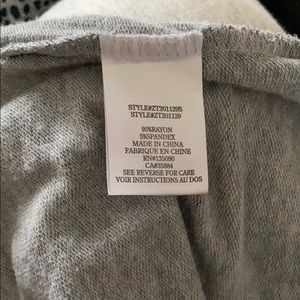 STYLE#ZT201129S
STYLE#ZT201129
95%RAYON
5%SPANDEX
MADE IN CHINA
FABRIQUE EN CHINE
RN#135090
CA#35884
SEE REVERSE FOR CARE
VOIR INSTRUCTIONS AU DOS